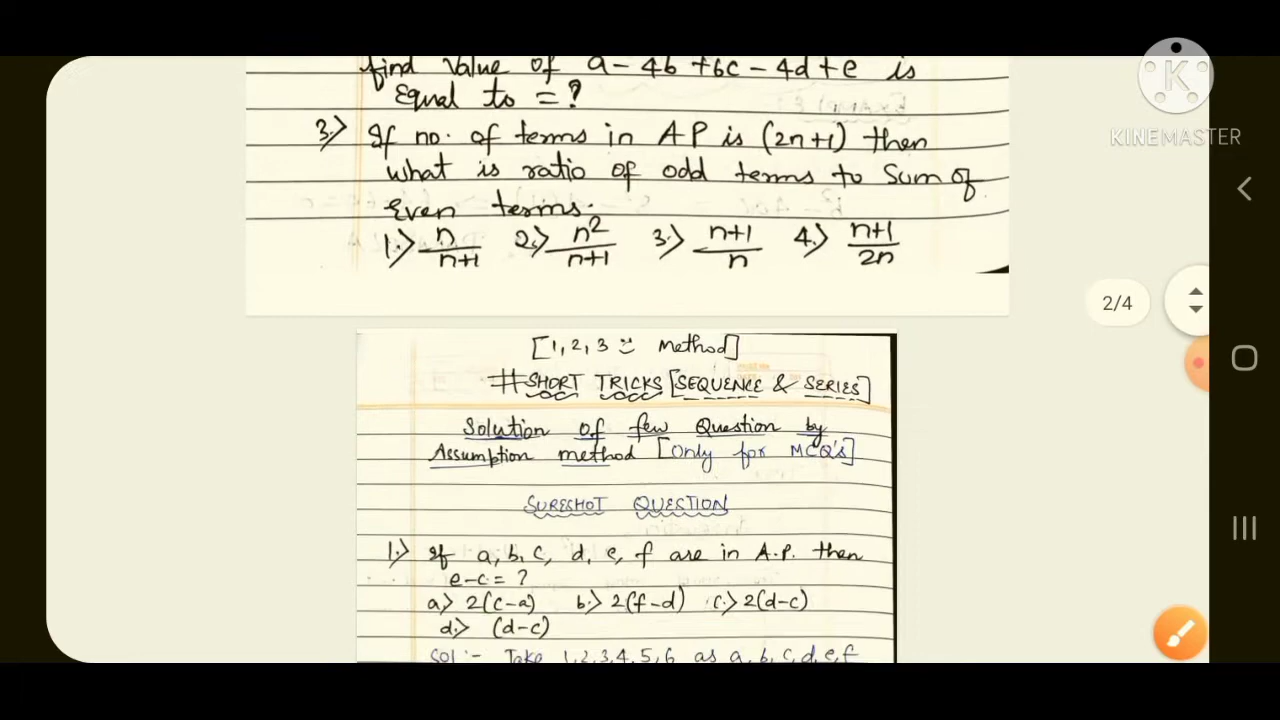 find value of a - 4b + 6c - 4d + e is
Equal to = ?
3.> If no. of terms in AP is (2n+1) then
what is ratio of odd terms to sum of
Even terms.
1.> n/n+1 2.> n²/n+1 3.> n+1/n 4.> n+1/2n
KINEMASTER
2/4
[1, 2, 3 :) Method]
#SHORT TRICKS [SEQUENCE & SERIES]
Solution of few Question by
Assumption method [Only for MCQ's]
SURESHOT QUESTION
1.> If a, b, c, d, e, f are in A.P. then
e-c = ?
a> 2(c-a) b.> 2(f-d) c.> 2(d-c)
d.> (d-c)
Sol :- Take 1,2,3,4,5,6 as a, b, c, d, e, f